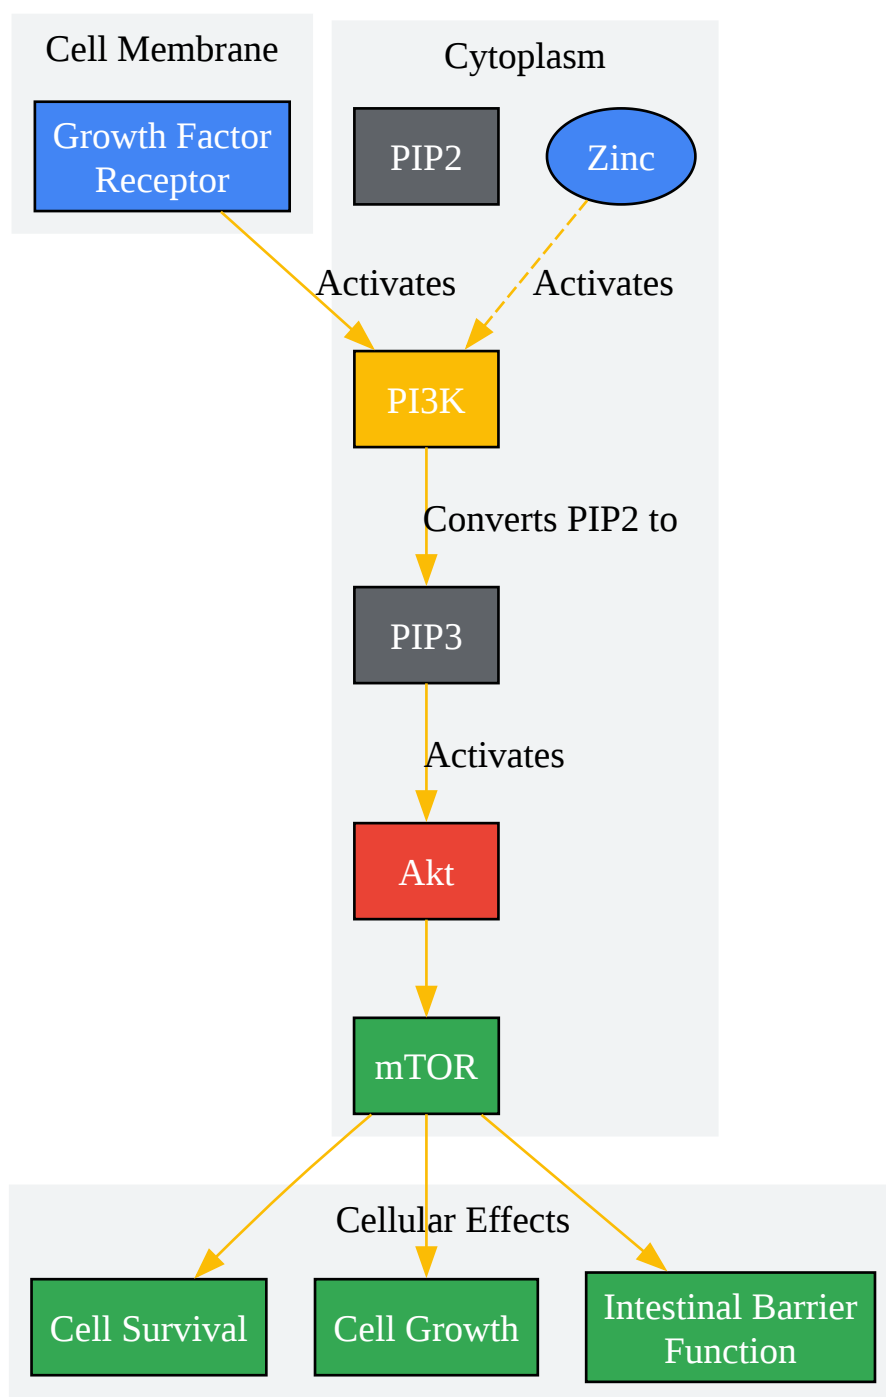 Cell Membrane
Growth Factor
Receptor
Cytoplasm
PIP2
Zinc
Activates
Activates
PI3K
Converts PIP2 to
PIP3
Activates
Akt
mTOR
Cellular Effects
Cell Survival
Cell Growth
Intestinal Barrier
Function